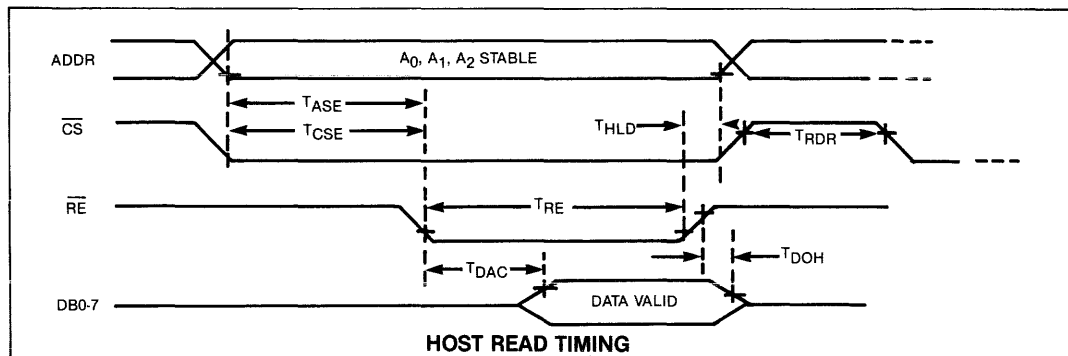 ADDR
A0, A1, A2 STABLE
TASE
CS
TCSE
THLD
TRDR
RE
TRE
TDAC
TDOH
DB0-7
DATA VALID
HOST READ TIMING